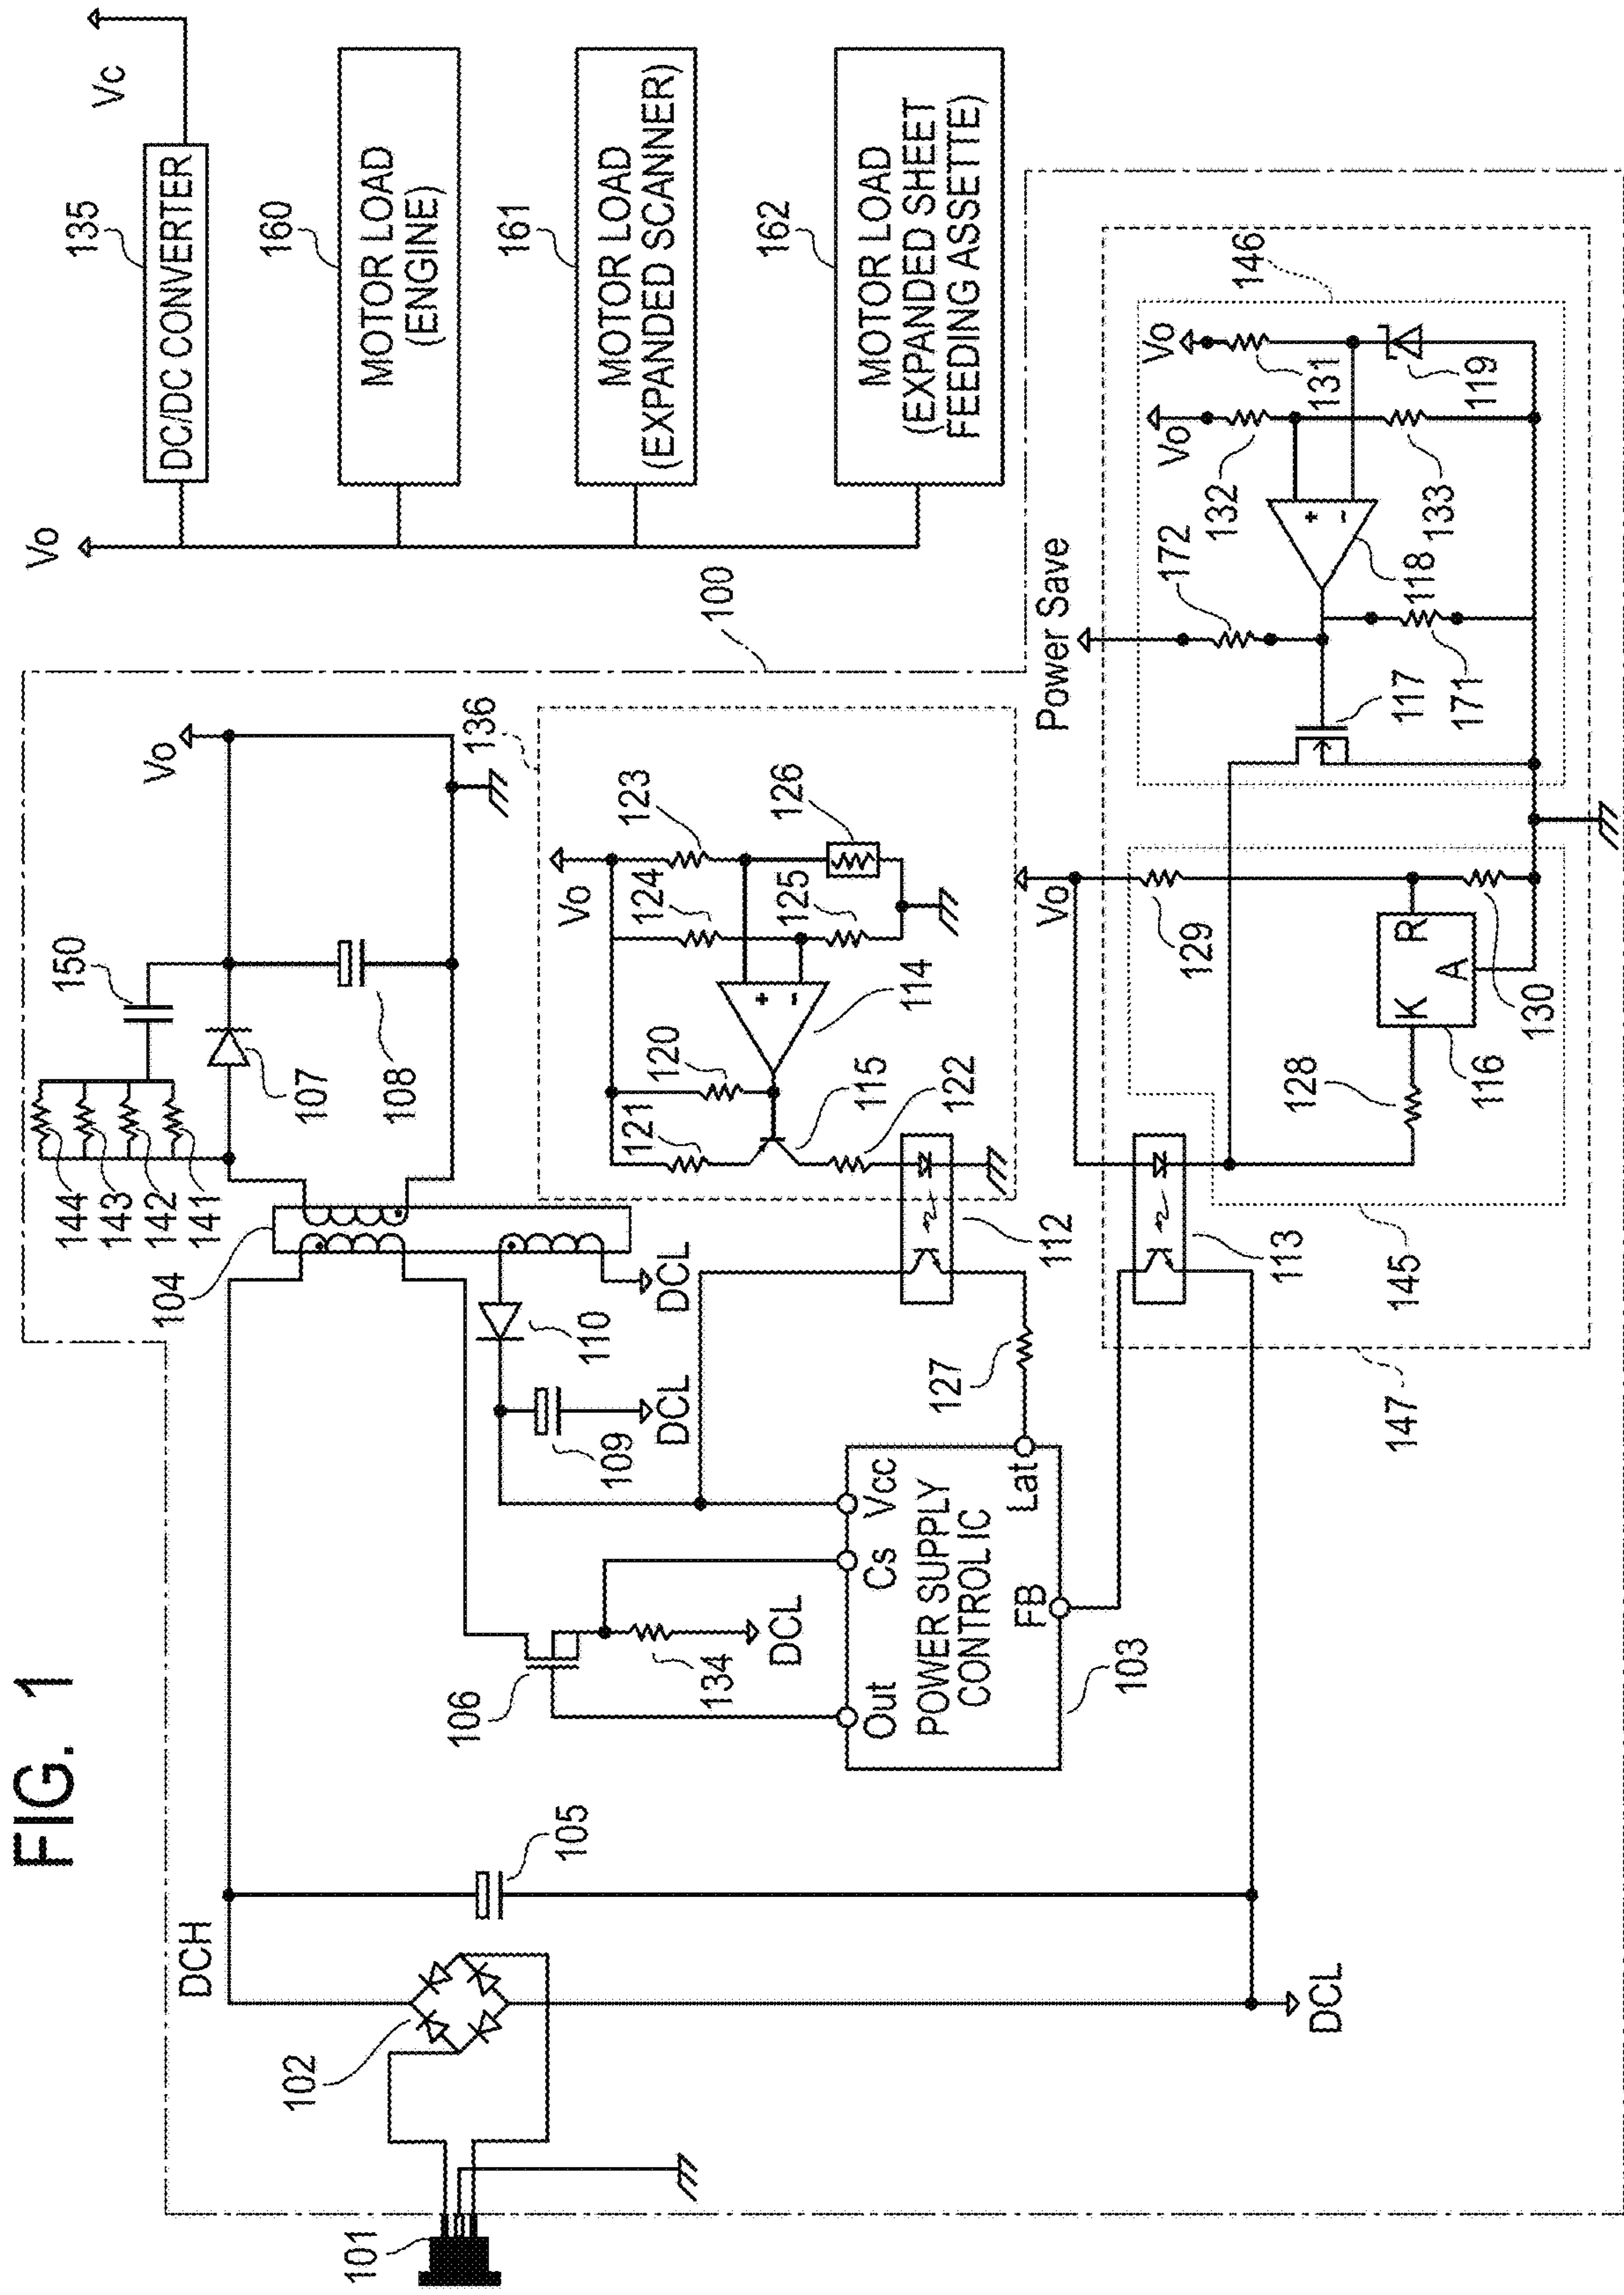 FIG. 1
Vo
Vc
135
DC/DC CONVERTER
160
MOTOR LOAD
(ENGINE)
161
MOTOR LOAD
(EXPANDED SCANNER)
162
MOTOR LOAD
(EXPANDED SHEET
FEEDING ASSETTE)
100
DCH
101
102
105
DCL
104
144
143
142
141
150
107
108
Vo
106
134
DCL
110
DCL
109
DCL
Out
Cs
Vcc
POWER SUPPLY
CONTROLIC
FB
Lat
103
127
112
113
136
Vo
121
120
124
123
125
126
+
-
114
115
122
147
145
Vo
128
129
K
R
A
116
130
146
Power Save
172
Vo
132
Vo
131
+
-
117
171
118
133
119